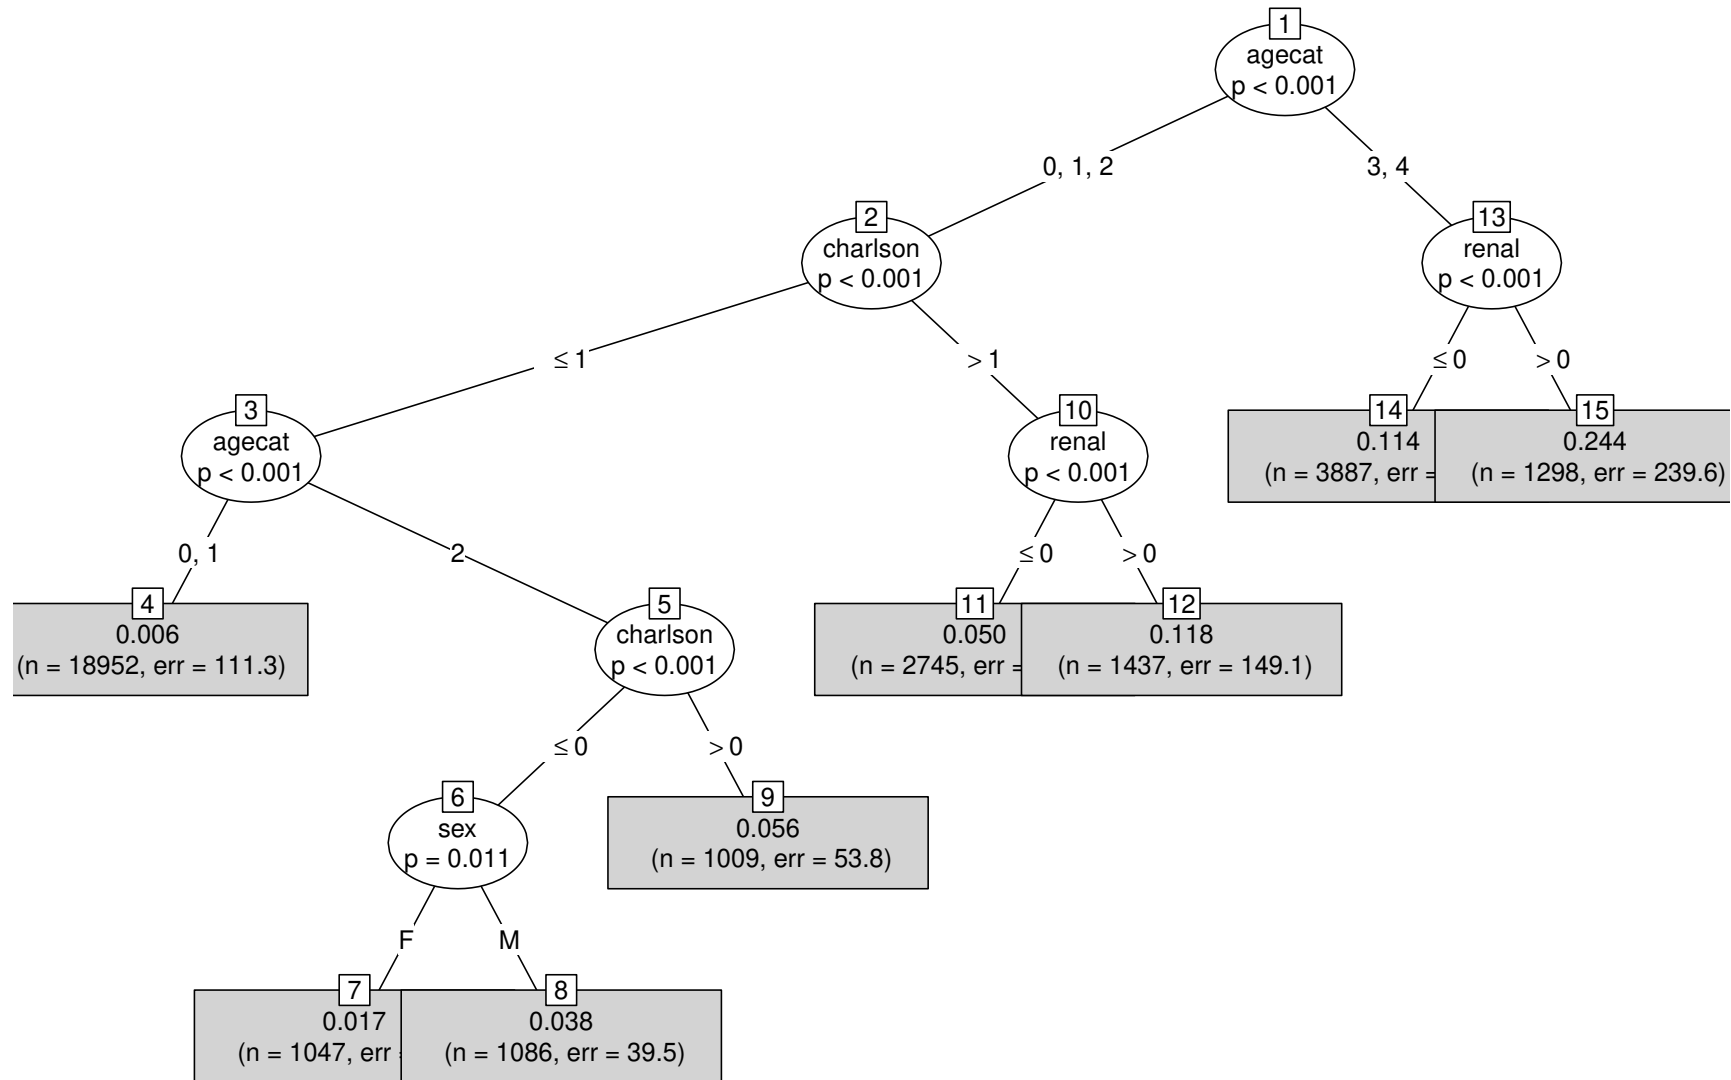 1
agecat
p < 0.001
0, 1, 2
3, 4
2
charlson
p < 0.001
13
renal
p < 0.001
≤ 1
> 1
≤ 0
> 0
3
agecat
p < 0.001
10
renal
p < 0.001
14
0.114
(n = 3887, err =
15
0.244
(n = 1298, err = 239.6)
0, 1
2
≤ 0
> 0
4
0.006
(n = 18952, err = 111.3)
5
charlson
p < 0.001
11
0.050
(n = 2745, err =
12
0.118
(n = 1437, err = 149.1)
≤ 0
> 0
6
sex
p = 0.011
9
0.056
(n = 1009, err = 53.8)
F
M
7
0.017
(n = 1047, err
8
0.038
(n = 1086, err = 39.5)